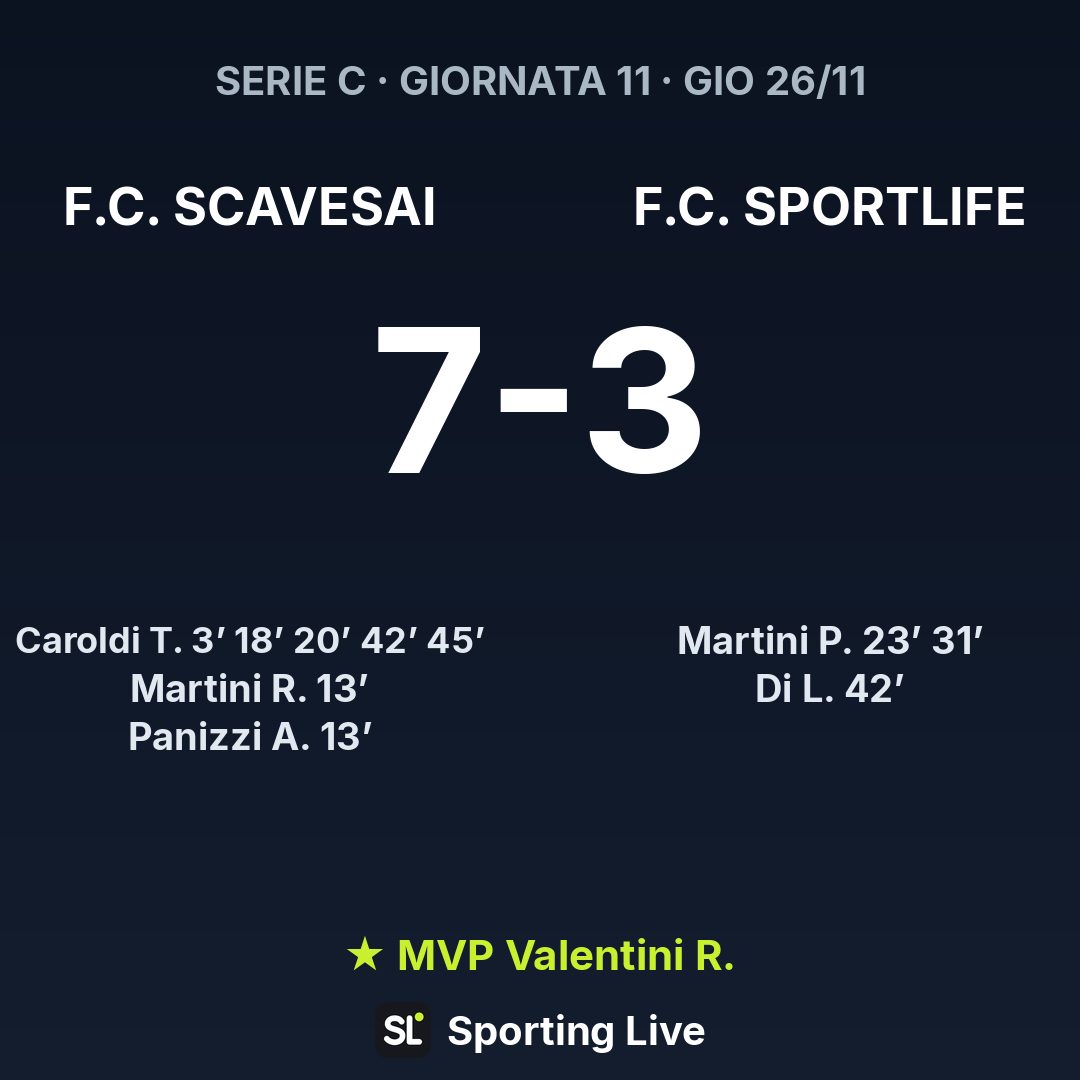 SERIE C · GIORNATA 11 · GIO 26/11
F.C. SCAVESAI
F.C. SPORTLIFE
7-3
Caroldi T. 3′ 18′ 20′ 42′ 45′
Martini R. 13′
Panizzi A. 13′
Martini P. 23′ 31′
Di L. 42′
★ MVP Valentini R.
SL Sporting Live